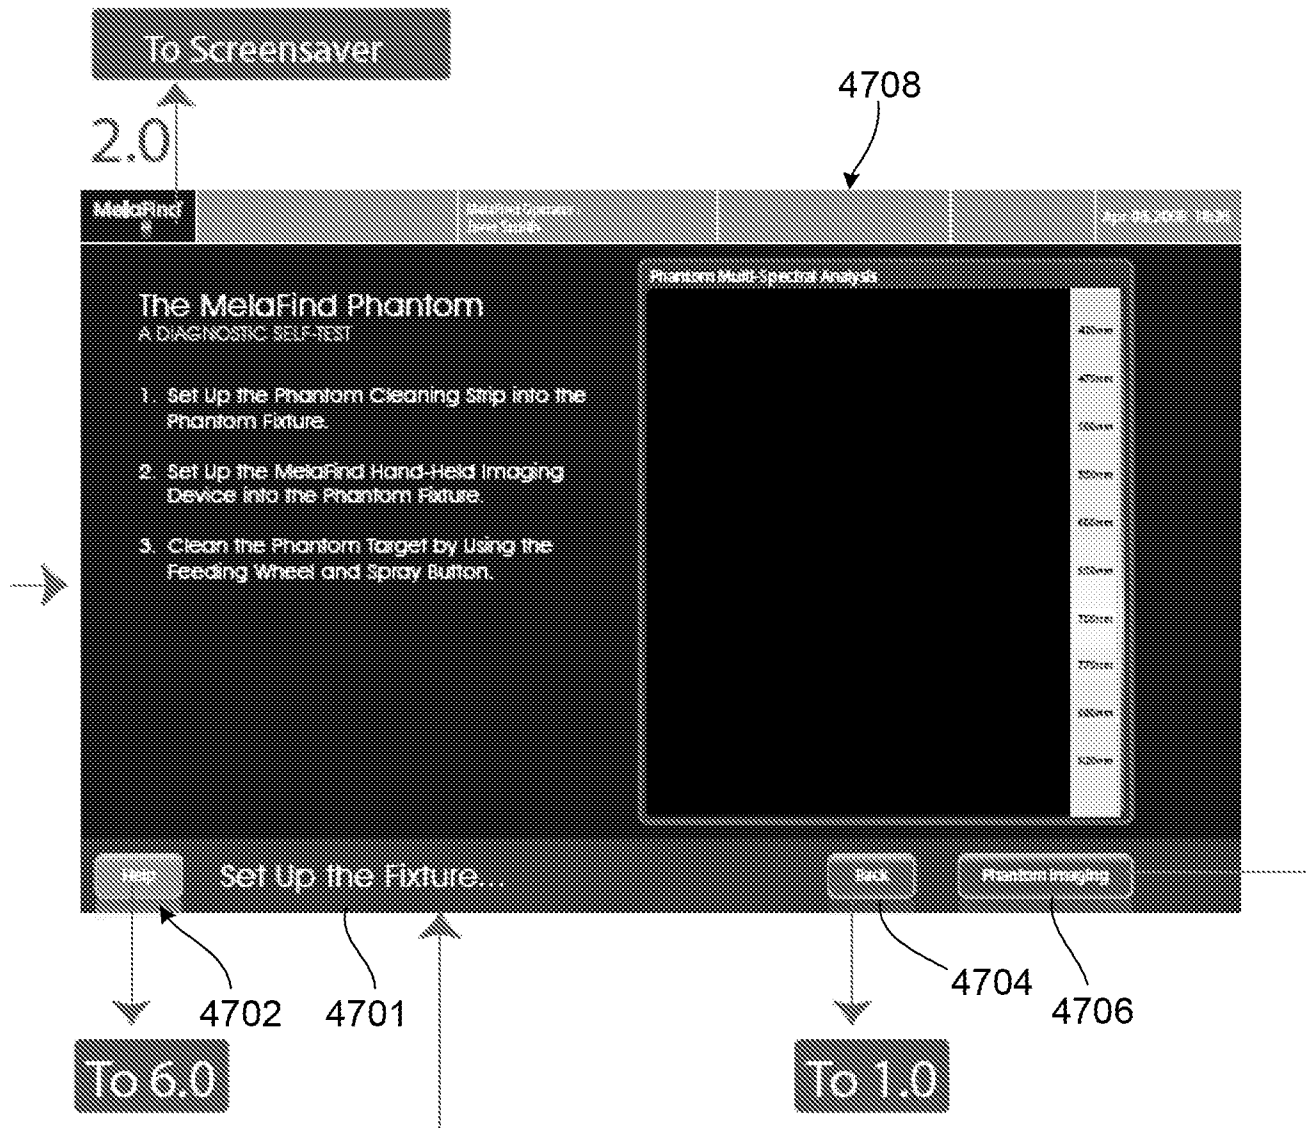 To Screensaver
4708
2.0
MelaFind
Phantom Multi-Spectral Analysis
The MelaFind Phantom
A DIAGNOSTIC SELF-TEST
1. Set Up the Phantom Cleaning Strip into the
Phantom Fixture.
2. Set Up the MelaFind Hand-Held Imaging
Device into the Phantom Fixture.
3. Clean the Phantom Target by Using the
Feeding Wheel and Spray Button.
700nm
770nm
Help
Set Up the Fixture...
Back
Phantom Imaging
4702
4701
4704
4706
To 6.0
To 1.0